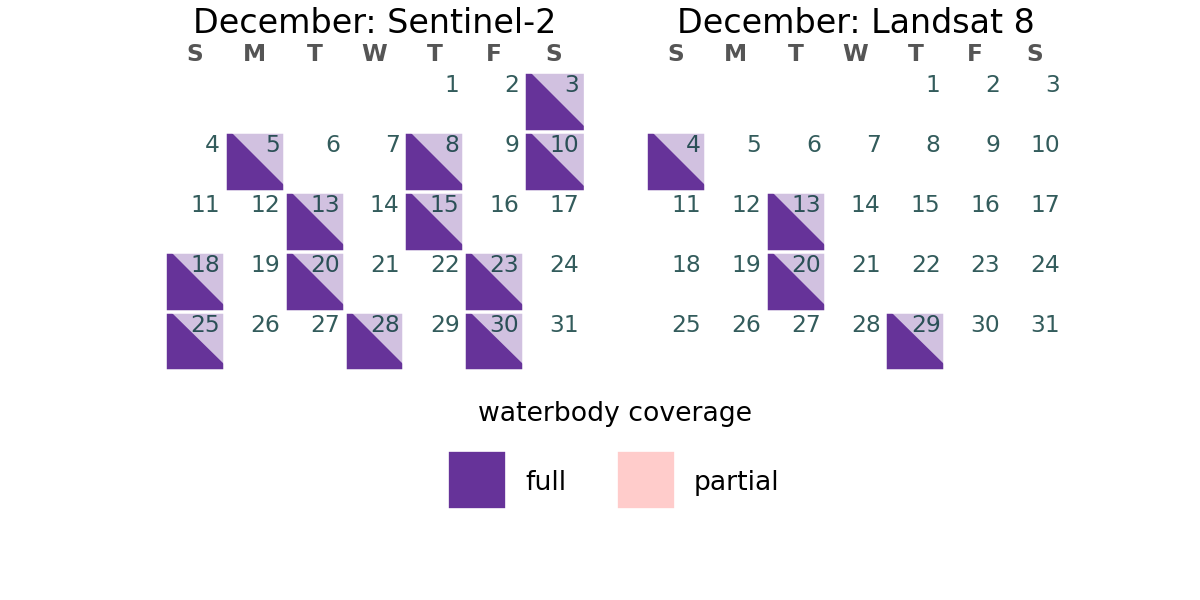 December: Sentinel-2
S M T W T F S
1 2 3
4 5 6 7 8 9 10
11 12 13 14 15 16 17
18 19 20 21 22 23 24
25 26 27 28 29 30 31
December: Landsat 8
S M T W T F S
1 2 3
4 5 6 7 8 9 10
11 12 13 14 15 16 17
18 19 20 21 22 23 24
25 26 27 28 29 30 31
waterbody coverage
full
partial